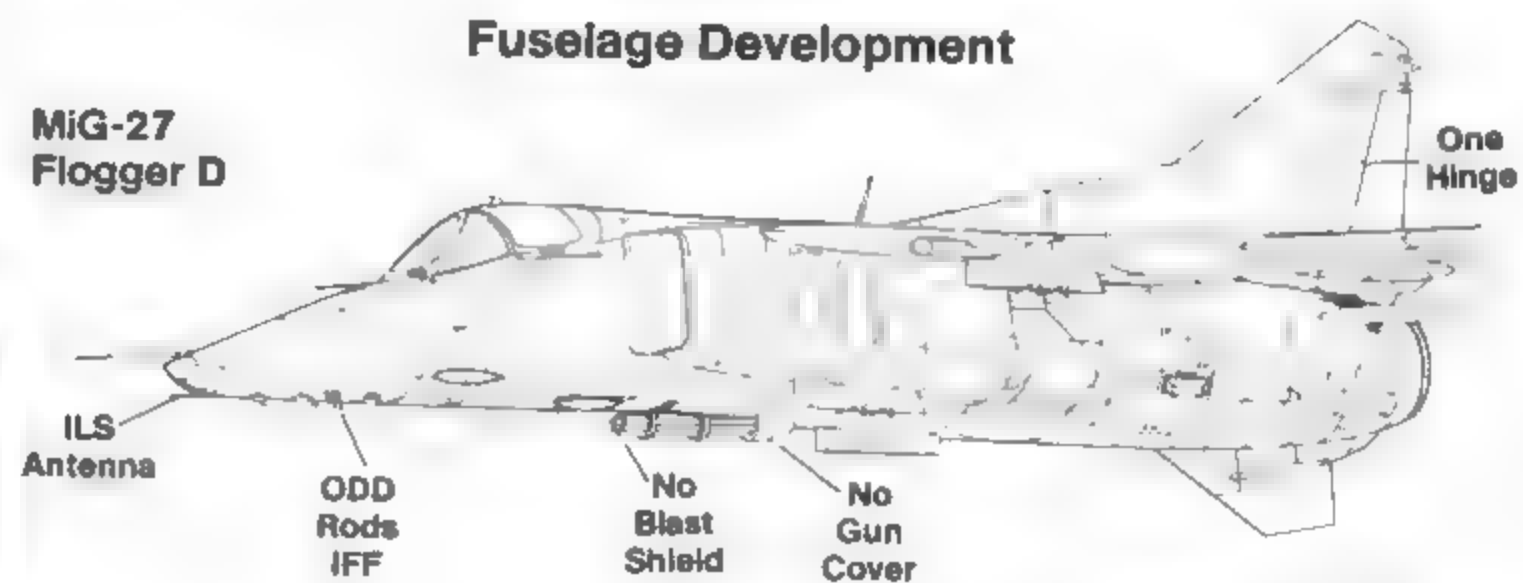 Fuselage Development
MiG-27
Flogger D
One
Hinge
ILS
Antenna
ODD
Rods
IFF
No
Blast
Shield
No
Gun
Cover